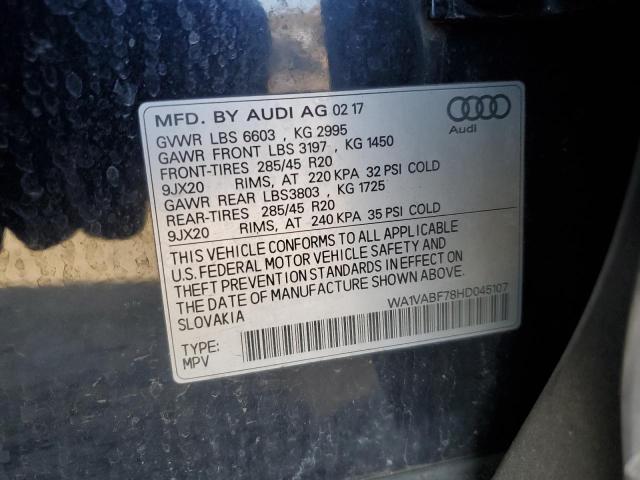 MFD. BY AUDI AG 02 17
GVWR LBS 6603 , KG 2995
GAWR FRONT LBS 3197 , KG 1450
FRONT-TIRES 285/45 R20
9JX20 RIMS, AT 220 KPA 32 PSI COLD
GAWR REAR LBS3803 , KG 1725
REAR-TIRES 285/45 R20
9JX20 RIMS, AT 240 KPA 35 PSI COLD
Audi
THIS VEHICLE CONFORMS TO ALL APPLICABLE
U.S. FEDERAL MOTOR VEHICLE SAFETY AND
THEFT PREVENTION STANDARDS IN EFFECT ON
THE DATE OF MANUFACTURE SHOWN ABOVE.
SLOVAKIA
WA1VABF78HD045107
TYPE:
MPV